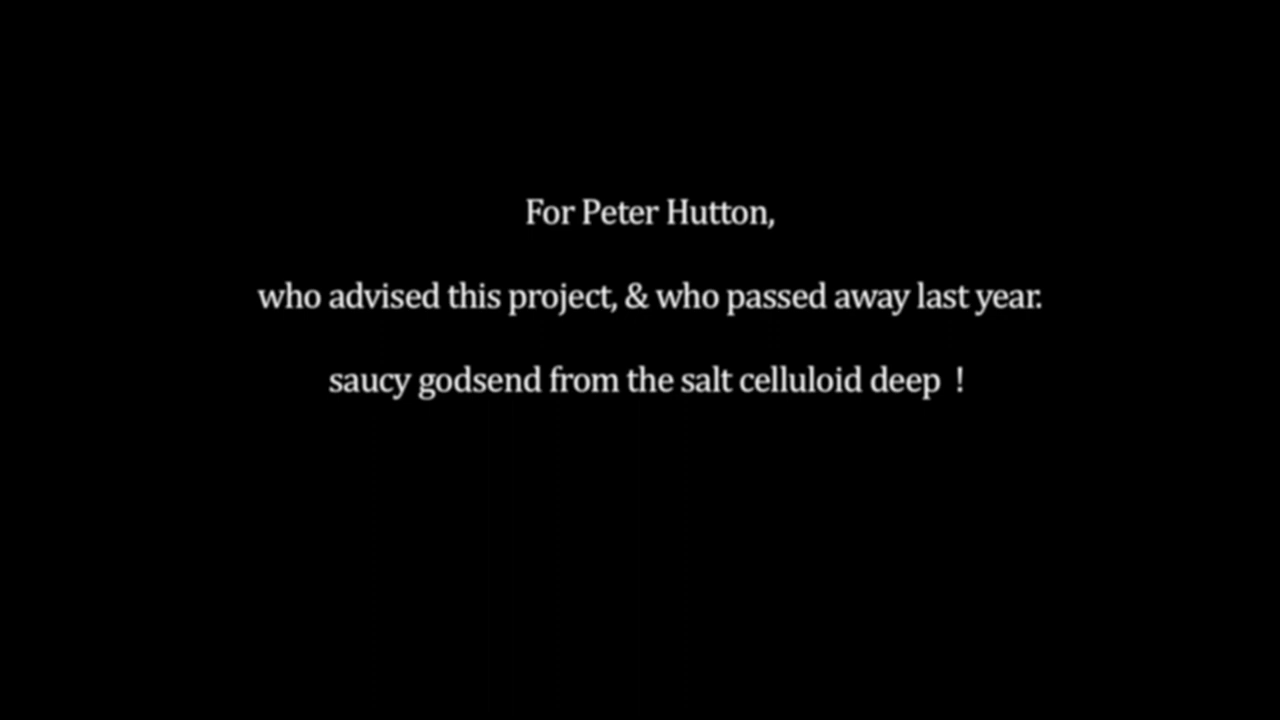 For Peter Hutton,
who advised this project, & who passed away last year.
saucy godsend from the salt celluloid deep !